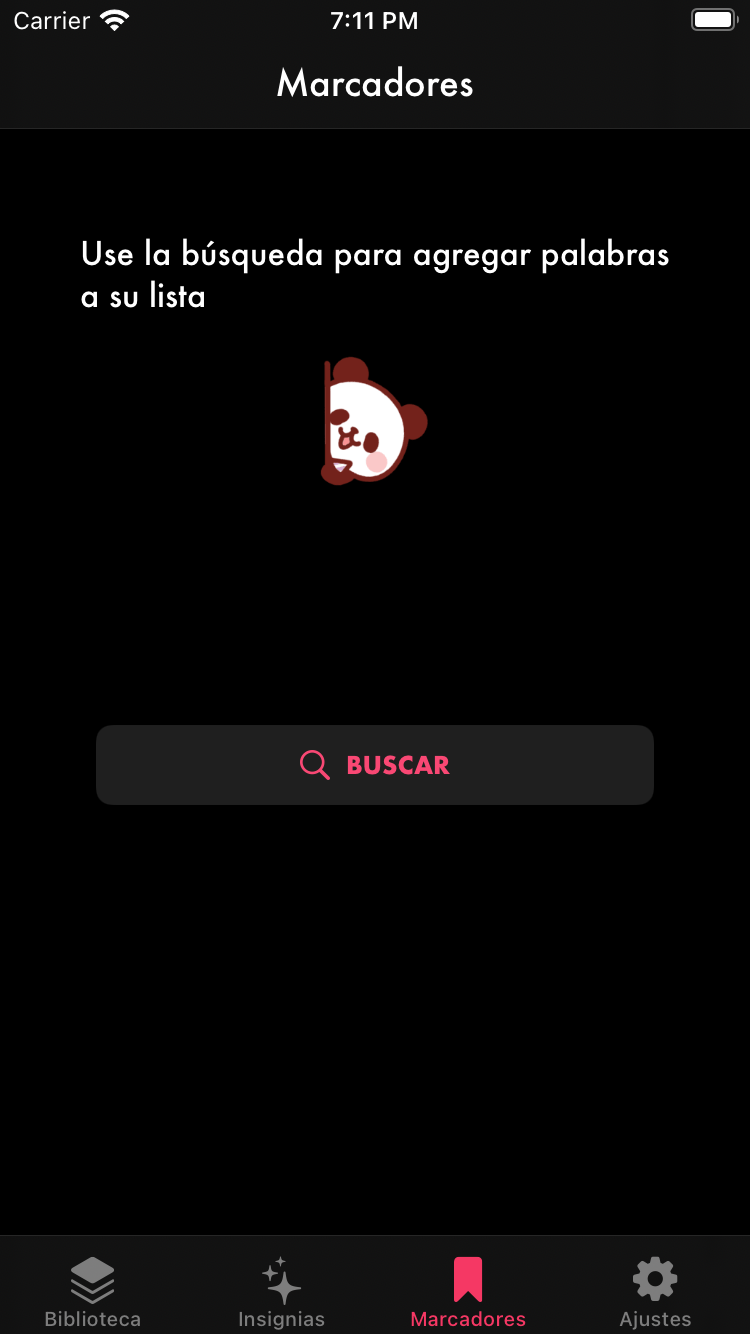 Carrier 7:11 PM
Marcadores
Use la búsqueda para agregar palabras
a su lista
BUSCAR
Biblioteca Insignias Marcadores Ajustes